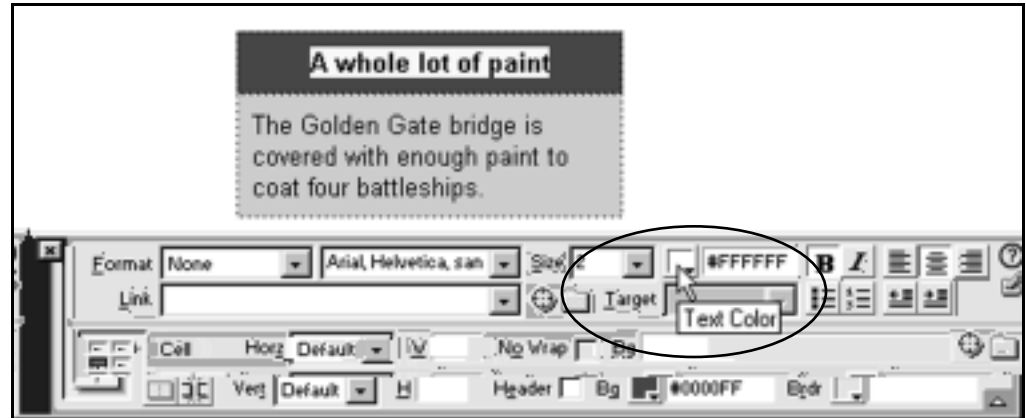 A whole lot of paint
The Golden Gate bridge is
covered with enough paint to
coat four battleships.
Format None Arial, Helvetica, san Size 2 #FFFFFF B I
Link Target
Text Color
Cell Horz Default W No Wrap Bg
Vert Default H Header Bg #0000FF Brdr